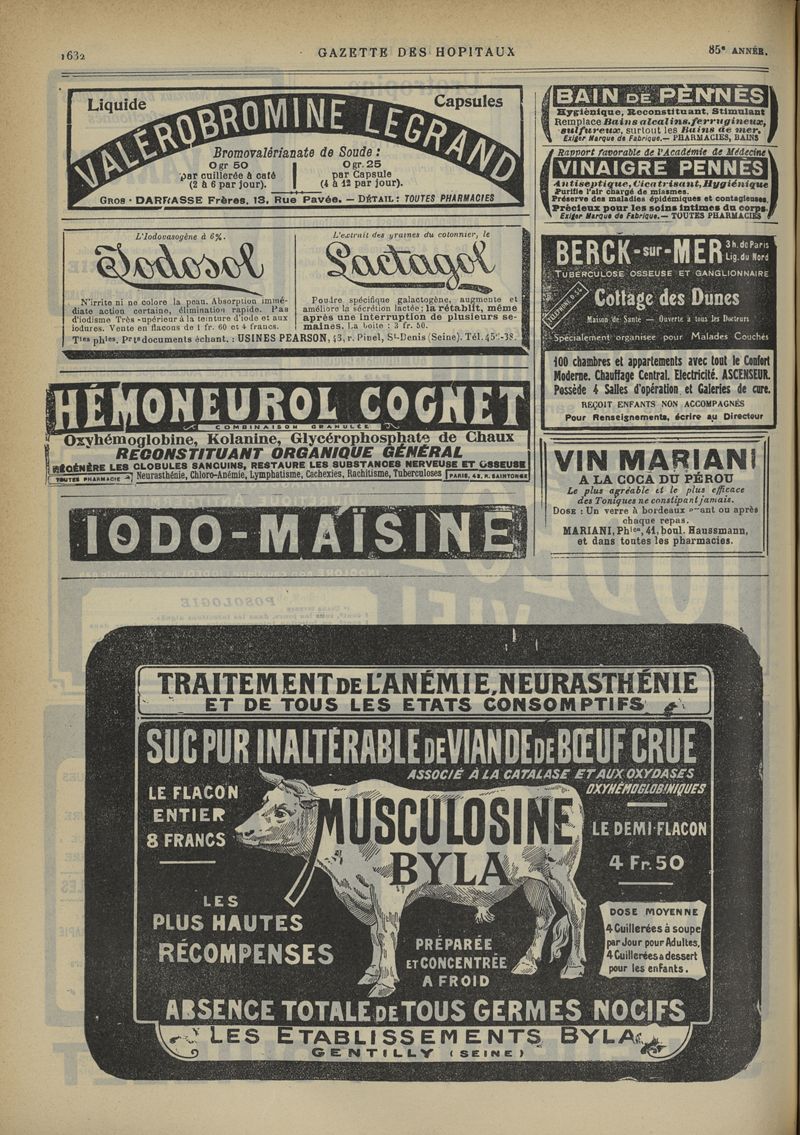 1632
GAZETTE DES HOPITAUX
85e ANNÉE.
Liquide
Capsules
VALÉROBROMINE LEGRAND
Bromovalérianate de Soude :
0 gr 50
par cuillerée à café
(2 à 6 par jour).
0 gr. 25
par Capsule
(4 à 12 par jour).
GROS : DARRASSE Frères, 13, Rue Pavée. — DÉTAIL : TOUTES PHARMACIES
L'Iodovasogène à 6%.
Iodosol
N'irrite ni ne colore la peau. Absorption immé-
diate action certaine, élimination rapide. Pas
d'iodisme Très supérieur à la teinture d'iode et aux
iodures. Vente en flacons de 1 fr. 60 et 4 francs.
L'extrait des graines du cotonnier, le
Lactagol
Poudre spécifique galactogène, augmente et
améliore la sécrétion lactée; la rétablit, même
après une interruption de plusieurs se-
maines. La boîte : 3 fr. 50.
Ttes phies. Pr documents échant. : USINES PEARSON, 43, r. Pinel, St-Denis (Seine). Tél. 45-38.
HÉMONEUROL COGNET
COMBINAISON GRANULÉE
Oxyhémoglobine, Kolanine, Glycérophosphate de Chaux
RECONSTITUANT ORGANIQUE GÉNÉRAL
RÉGÉNÈRE LES GLOBULES SANGUINS, RESTAURE LES SUBSTANCES NERVEUSE ET OSSEUSE
TOUTES PHARMACIE
Neurasthénie, Chloro-Anémie, Lymphatisme, Cachexies, Rachitisme, Tuberculoses
PARIS, 43, R. SAINTONGE
IODO-MAÏSINE
BAIN DE PENNÈS
Hygiénique, Reconstituant, Stimulant
Remplace Bains alcalins, ferrugineux,
sulfureux, surtout les Bains de mer.
Exiger Marque de Fabrique. — PHARMACIES, BAINS
Rapport favorable de l'Académie de Médecine
VINAIGRE PENNÈS
Antiseptique, Cicatrisant, Hygiénique
Purifie l'air chargé de miasmes.
Préserve des maladies épidémiques et contagieuses.
Précieux pour les soins intimes du corps.
Exiger Marque de Fabrique. — TOUTES PHARMACIES
BERCK-sur-MER
3 h. de Paris
Lig. du Nord
TUBERCULOSE OSSEUSE ET GANGLIONNAIRE
Cottage des Dunes
Maison de Santé — Ouverte à tous les Docteurs
Spécialement organisée pour Malades Couchés
100 chambres et appartements avec tout le Confort
Moderne. Chauffage Central. Electricité. ASCENSEUR.
Possède 4 Salles d'opération et Galeries de cure.
REÇOIT ENFANTS NON ACCOMPAGNÉS
Pour Renseignements, écrire au Directeur
VIN MARIANI
A LA COCA DU PÉROU
Le plus agréable et le plus efficace
des Toniques ne constipant jamais.
DOSE : Un verre à bordeaux avant ou après
chaque repas.
MARIANI, Phien, 41, boul. Haussmann,
et dans toutes les pharmacies.
TRAITEMENT DE L'ANÉMIE, NEURASTHÉNIE
ET DE TOUS LES ETATS CONSOMPTIFS
SUC PUR INALTÉRABLE DE VIANDE DE BŒUF CRUE
ASSOCIÉ À LA CATALASE ET AUX OXYDASES
OXYHÉMOGLOBINIQUES
LE FLACON
ENTIER
8 FRANCS
MUSCULOSINE
BYLA
LE DEMI-FLACON
4 Fr. 50
LES
PLUS HAUTES
RÉCOMPENSES
PRÉPARÉE
ET CONCENTRÉE
A FROID
DOSE MOYENNE
4 Cuillerées à soupe
par Jour pour Adultes,
4 Cuillerées à dessert
pour les enfants.
ABSENCE TOTALE DE TOUS GERMES NOCIFS
LES ETABLISSEMENTS BYLA
GENTILLY (SEINE)